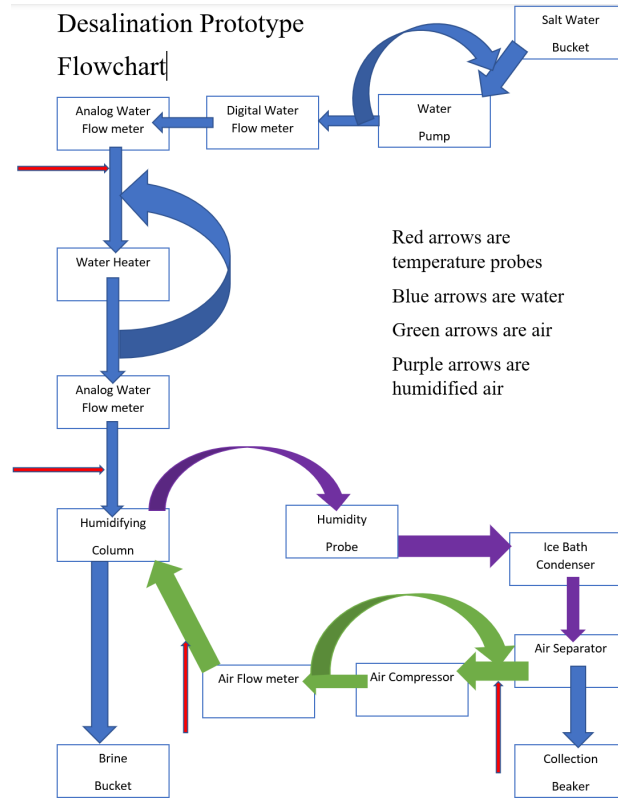 Desalination Prototype
Flowchart
Salt Water
Bucket
Water
Pump
Digital Water
Flow meter
Analog Water
Flow meter
Water Heater
Analog Water
Flow meter
Red arrows are
temperature probes
Blue arrows are water
Green arrows are air
Purple arrows are
humidified air
Humidifying
Column
Humidity
Probe
Ice Bath
Condenser
Air Separator
Air Compressor
Air Flow meter
Brine
Bucket
Collection
Beaker